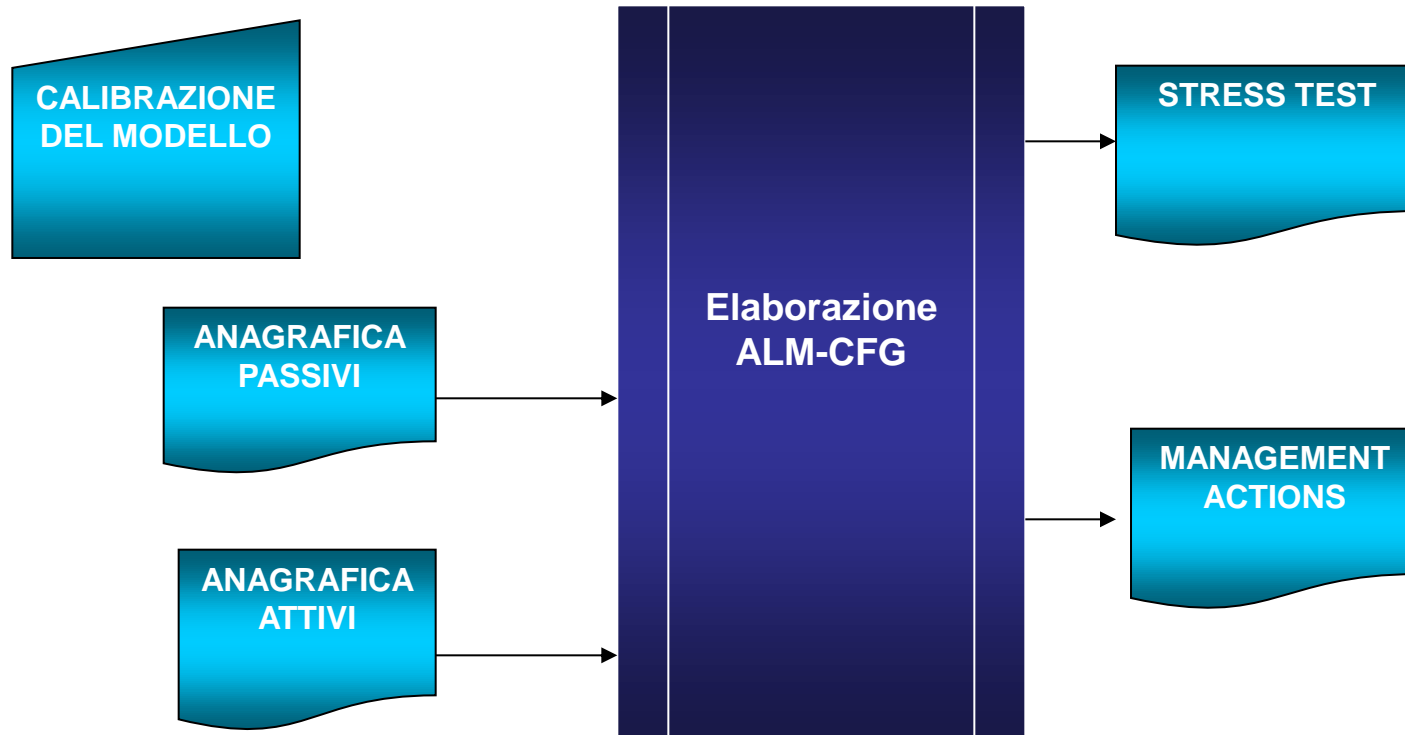 CALIBRAZIONE
DEL MODELLO
ANAGRAFICA
PASSIVI
ANAGRAFICA
ATTIVI
Elaborazione
ALM-CFG
STRESS TEST
MANAGEMENT
ACTIONS